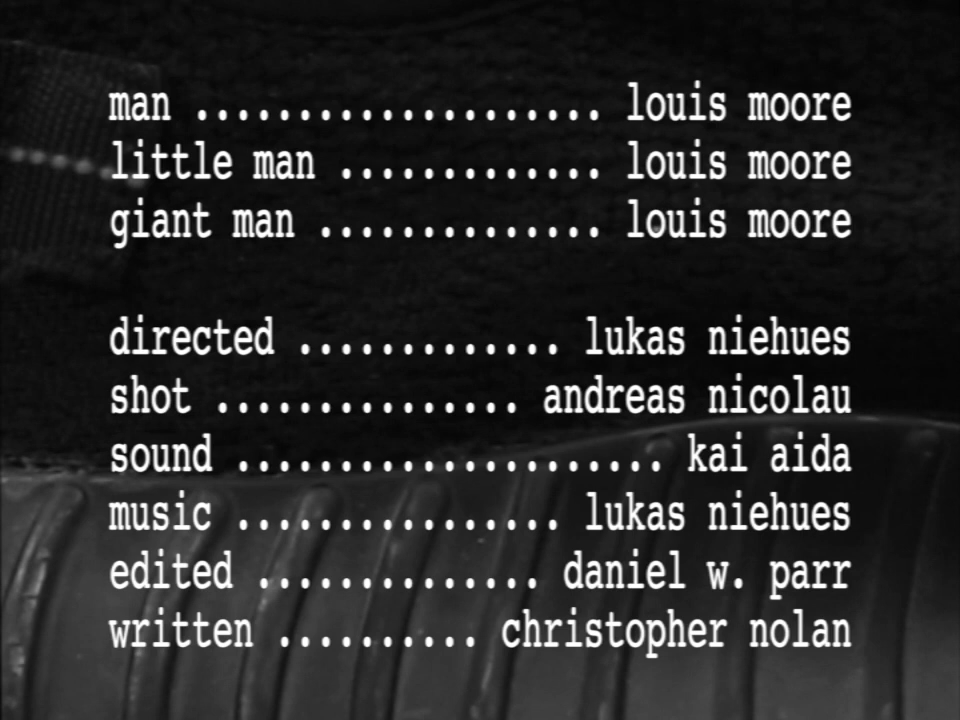 man .................... louis moore
little man ............. louis moore
giant man .............. louis moore
directed ............. lukas niehues
shot ............... andreas nicolau
sound ..................... kai aida
music ................ lukas niehues
edited .............. daniel w. parr
written .......... christopher nolan